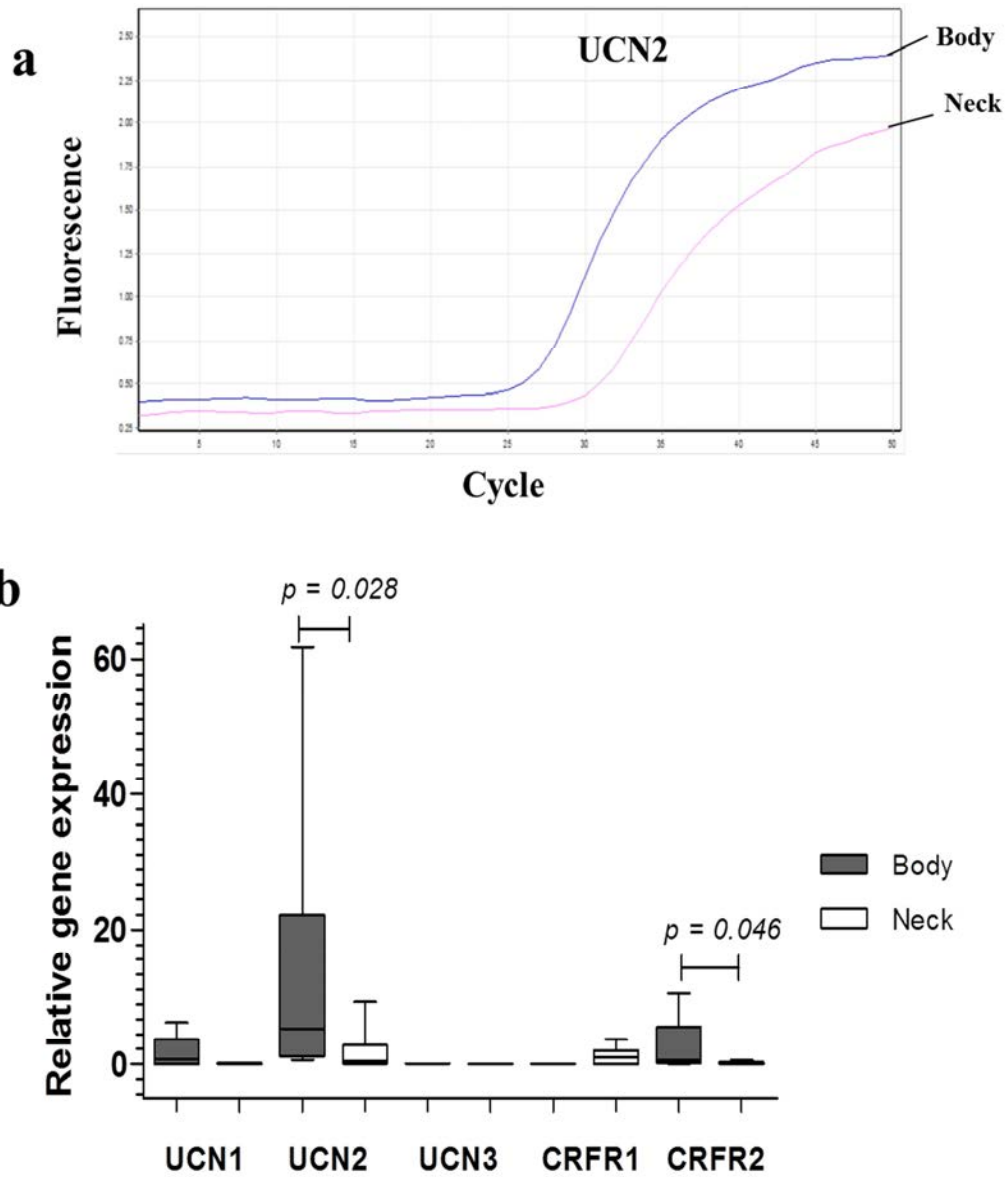 a
UCN2
Body
Neck
Fluorescence
2.50
2.25
2.00
1.75
1.50
1.25
1.00
0.75
0.50
0.25
5 10 15 20 25 30 35 40 45 50
Cycle
b
p = 0.028
p = 0.046
Relative gene expression
60
40
20
0
Body
Neck
UCN1 UCN2 UCN3 CRFR1 CRFR2